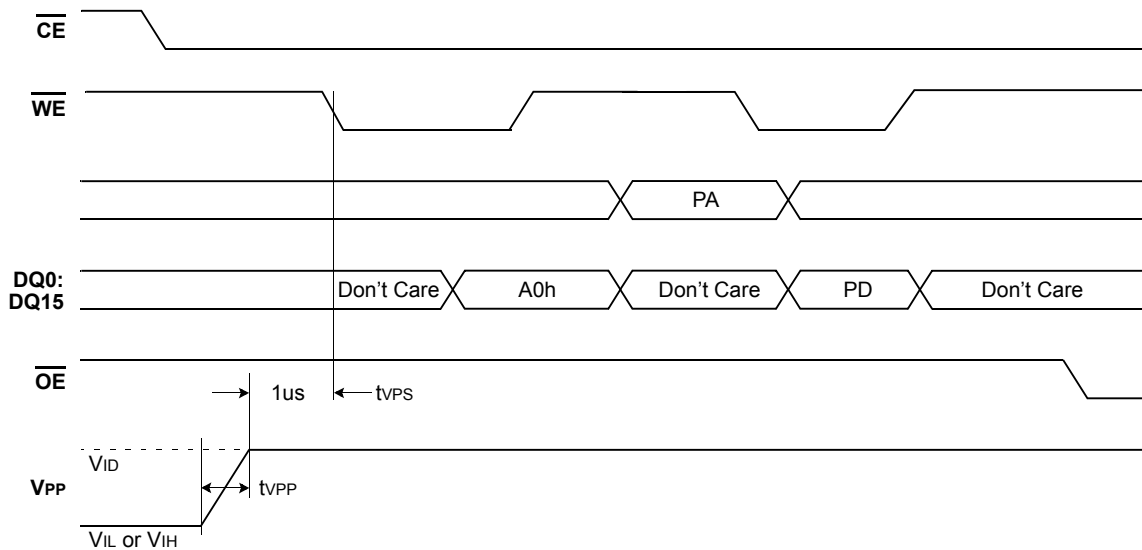 CE
WE
PA
DQ0:
DQ15
Don't Care A0h Don't Care PD Don't Care
OE
1us tVPS
VID
VPP tVPP
VIL or VIH